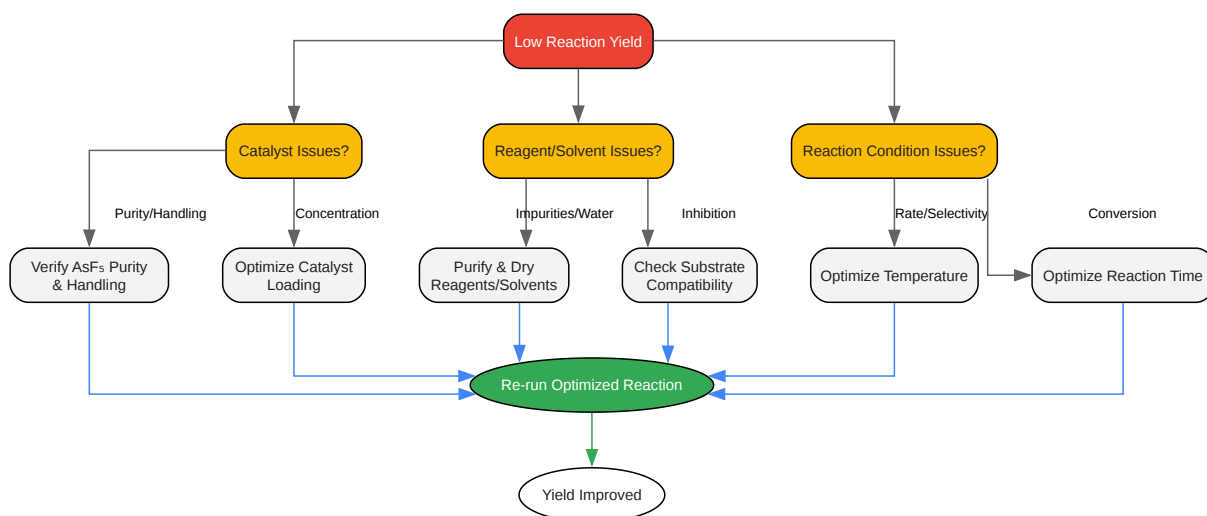 Low Reaction Yield
Catalyst Issues?
Reagent/Solvent Issues?
Reaction Condition Issues?
Purity/Handling
Concentration
Impurities/Water
Inhibition
Rate/Selectivity
Conversion
Verify AsF₅ Purity
& Handling
Optimize Catalyst
Loading
Purify & Dry
Reagents/Solvents
Check Substrate
Compatibility
Optimize Temperature
Optimize Reaction Time
Re-run Optimized Reaction
Yield Improved